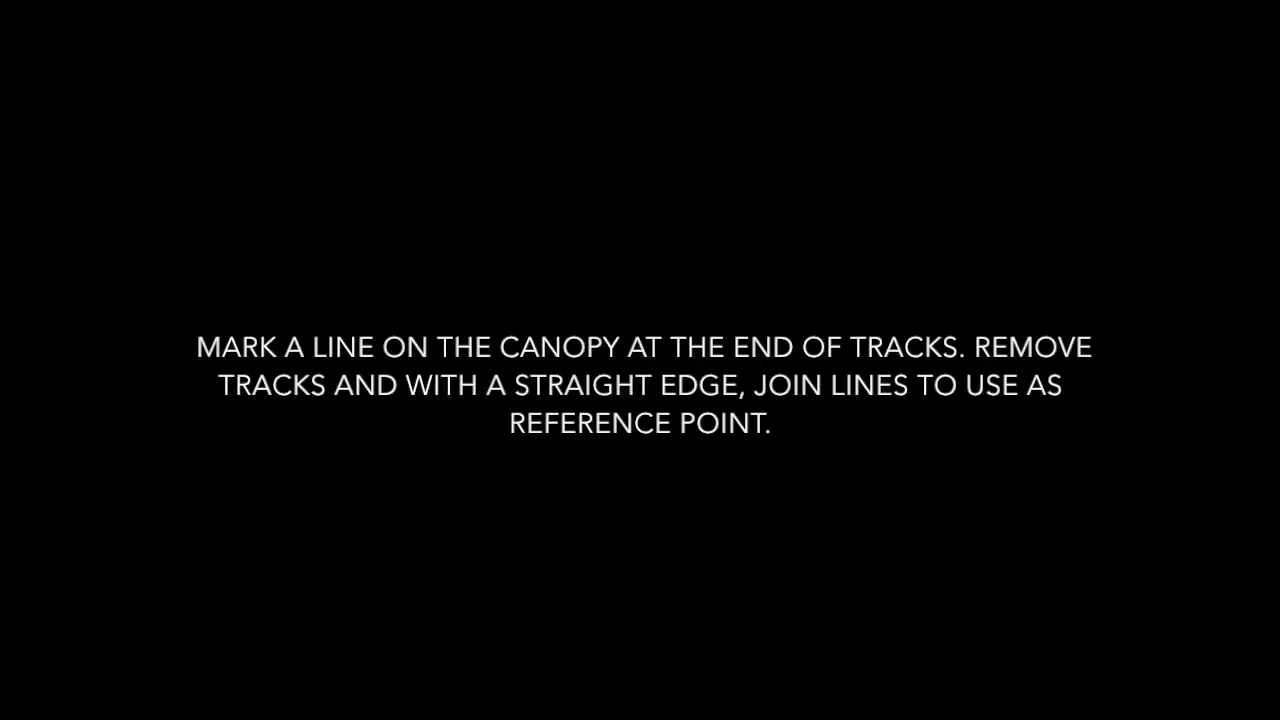 MARK A LINE ON THE CANOPY AT THE END OF TRACKS. REMOVE
TRACKS AND WITH A STRAIGHT EDGE, JOIN LINES TO USE AS
REFERENCE POINT.